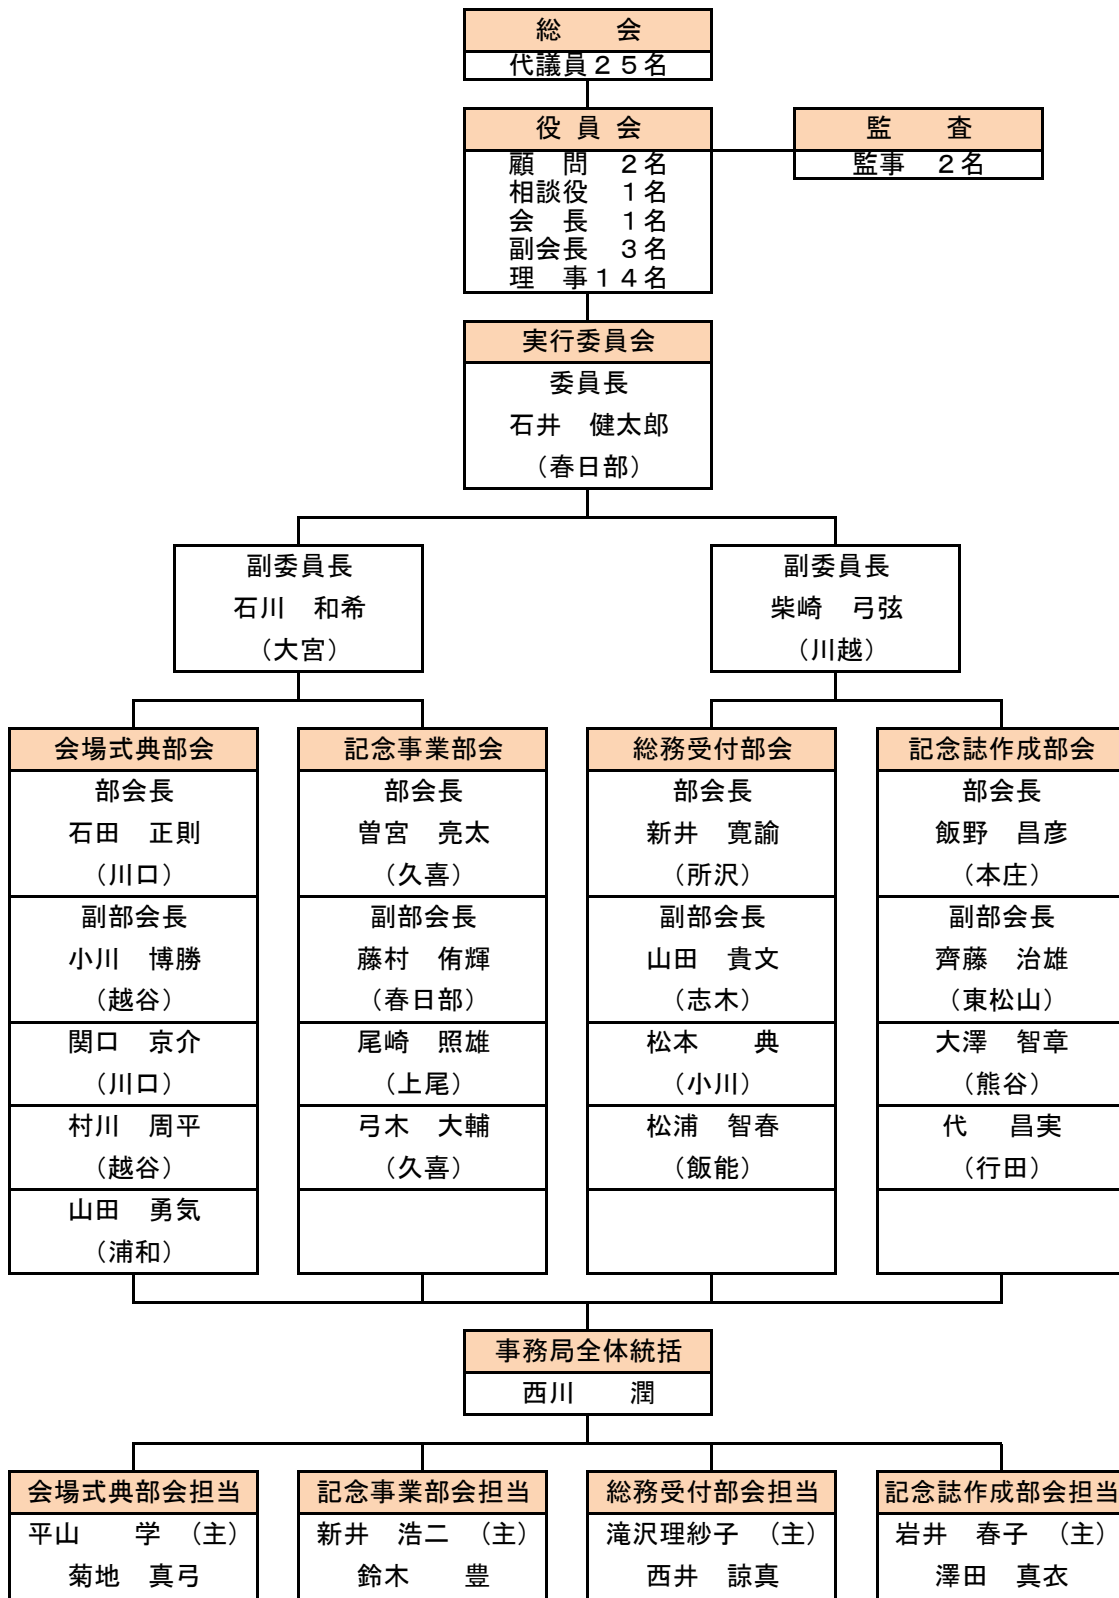 総　　会
代議員２５名
役 員 会
顧　問　２名
相談役　１名
会　長　１名
副会長　３名
理　事１４名
監　　査
監事　２名
実行委員会
委員長
石井　健太郎
（春日部）
副委員長
石川　和希
（大宮）
副委員長
柴崎　弓弦
（川越）
会場式典部会
部会長
石田　正則
（川口）
副部会長
小川　博勝
（越谷）
関口　京介
（川口）
村川　周平
（越谷）
山田　勇気
（浦和）
記念事業部会
部会長
曽宮　亮太
（久喜）
副部会長
藤村　侑輝
（春日部）
尾崎　照雄
（上尾）
弓木　大輔
（久喜）
総務受付部会
部会長
新井　寛諭
（所沢）
副部会長
山田　貴文
（志木）
松本　　典
（小川）
松浦　智春
（飯能）
記念誌作成部会
部会長
飯野　昌彦
（本庄）
副部会長
齊藤　治雄
（東松山）
大澤　智章
（熊谷）
代　昌実
（行田）
事務局全体統括
西川　　潤
会場式典部会担当
平山　　学　（主）
菊地　真弓
記念事業部会担当
新井　浩二　（主）
鈴木　　豊
総務受付部会担当
滝沢理紗子　（主）
西井　諒真
記念誌作成部会担当
岩井　春子　（主）
澤田　真衣